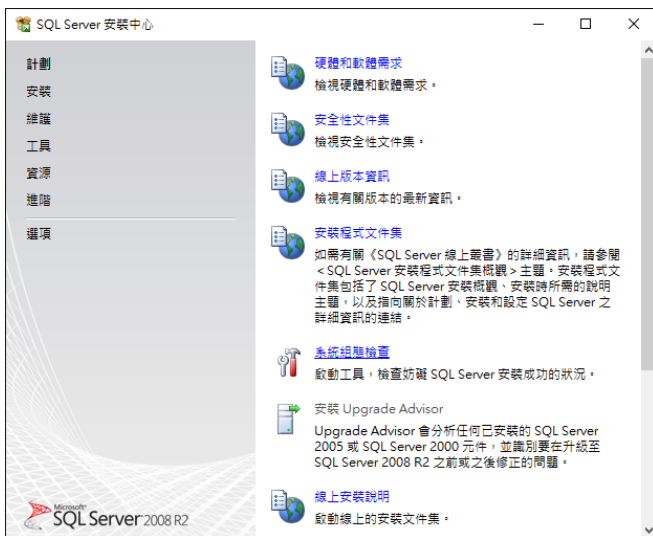 SQL Server 安裝中心
計劃
安裝
維護
工具
資源
進階
選項
硬體和軟體需求
檢視硬體和軟體需求。
安全性文件集
檢視安全性文件集。
線上版本資訊
檢視有關版本的最新資訊。
安裝程式文件集
如需有關《SQL Server 線上叢書》的詳細資訊，請參閱
<SQL Server 安裝程式文件集概觀>主題。安裝程式文
件集包括了 SQL Server 安裝概觀、安裝時所需的說明
主題，以及指向關於計劃、安裝和設定 SQL Server 之
詳細資訊的連結。
系統組態檢查
啟動工具，檢查妨礙 SQL Server 安裝成功的狀況。
安裝 Upgrade Advisor
Upgrade Advisor 會分析任何已安裝的 SQL Server
2005 或 SQL Server 2000 元件，並識別要在升級至
SQL Server 2008 R2 之前或之後修正的問題。
線上安裝說明
啟動線上的安裝文件集。
Microsoft
SQL Server 2008 R2